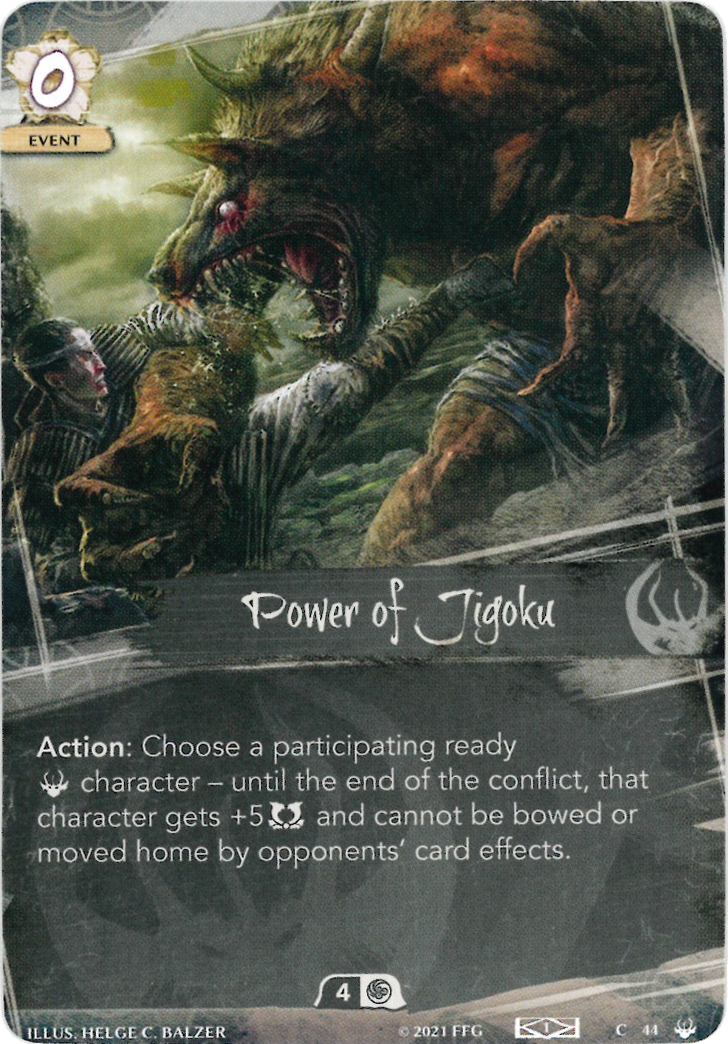 0
EVENT
Power of Jigoku
Action: Choose a participating ready
character – until the end of the conflict, that
character gets +5 and cannot be bowed or
moved home by opponents' card effects.
4
ILLUS. HELGE C. BALZER © 2021 FFG 1 C 44